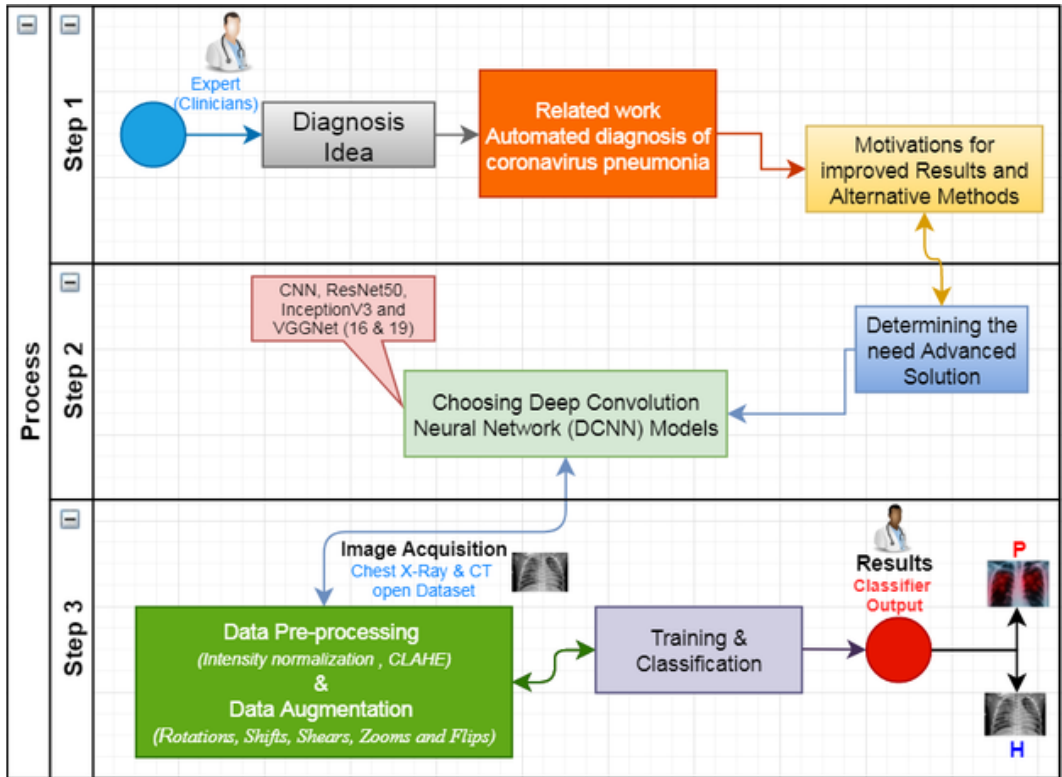 Process
Step 1
Expert
(Clinicians)
Diagnosis
Idea
Related work
Automated diagnosis of
coronavirus pneumonia
Motivations for
improved Results and
Alternative Methods
Step 2
CNN, ResNet50,
InceptionV3 and
VGGNet (16 & 19)
Determining the
need Advanced
Solution
Choosing Deep Convolution
Neural Network (DCNN) Models
Step 3
Image Acquisition
Chest X-Ray & CT
open Dataset
Data Pre-processing
(Intensity normalization , CLAHE)
&
Data Augmentation
(Rotations, Shifts, Shears, Zooms and Flips)
Training &
Classification
Results
Classifier
Output
P
H